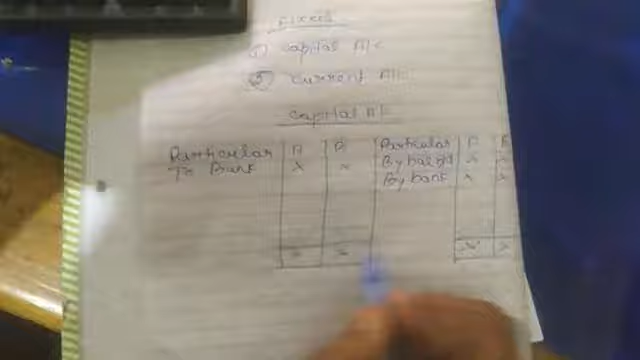 Fixed
① Capital A/c
② Current A/c
Capital A/c
Particular A B Particular A B
To Bank x x By bal b/d x x
By bank x x
x x x x